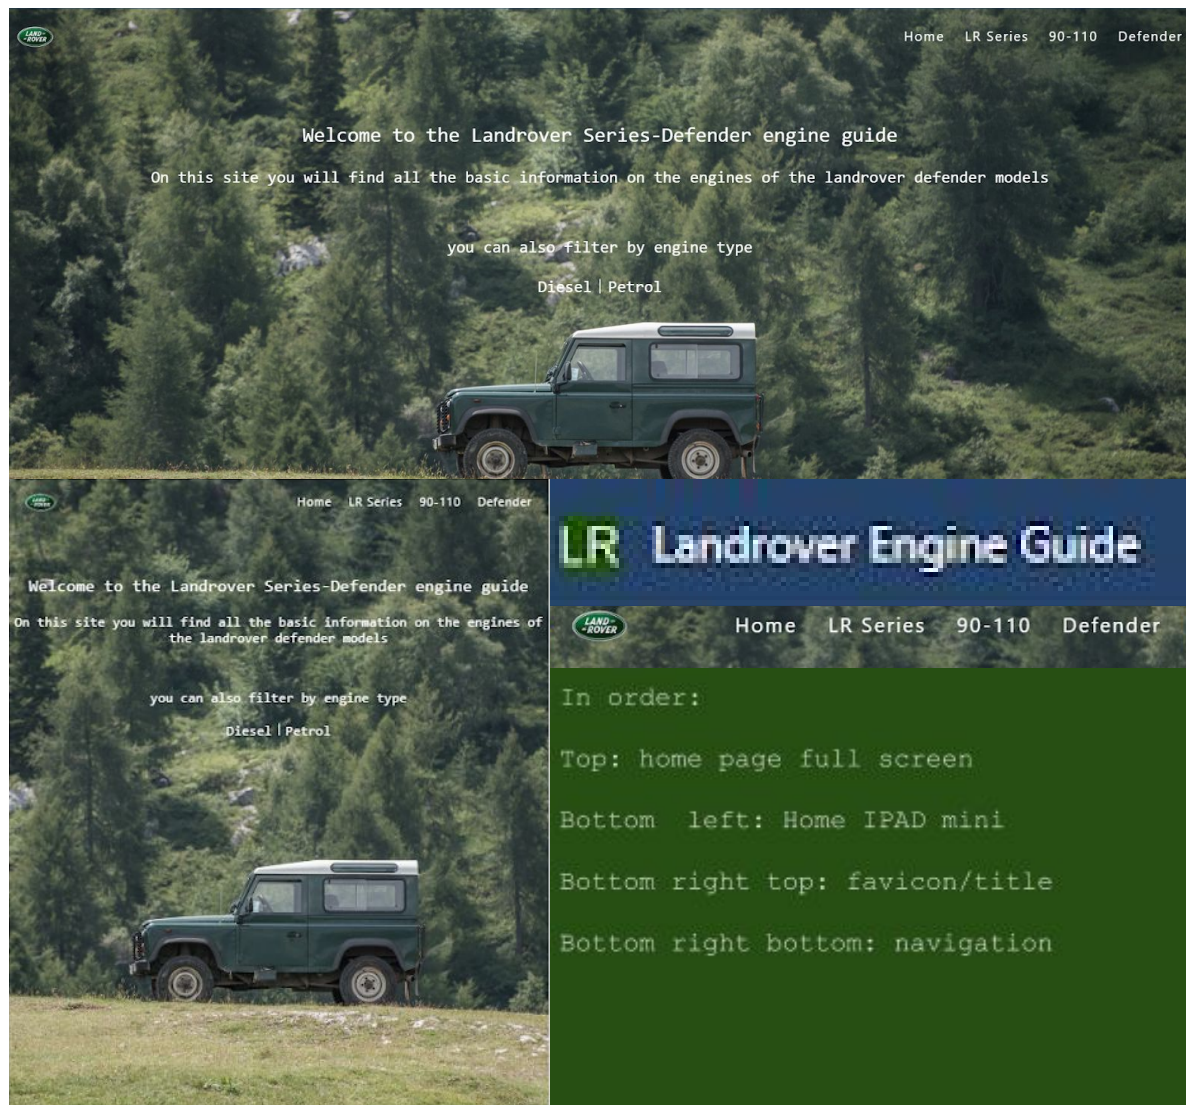 LAND-ROVER
Home LR Series 90-110 Defender
Welcome to the Landrover Series-Defender engine guide
On this site you will find all the basic information on the engines of the landrover defender models
you can also filter by engine type
Diesel | Petrol
LAND-ROVER
Home LR Series 90-110 Defender
Welcome to the Landrover Series-Defender engine guide
On this site you will find all the basic information on the engines of
the landrover defender models
you can also filter by engine type
Diesel | Petrol
LR Landrover Engine Guide
LAND-ROVER
Home LR Series 90-110 Defender
In order:
Top: home page full screen
Bottom left: Home IPAD mini
Bottom right top: favicon/title
Bottom right bottom: navigation